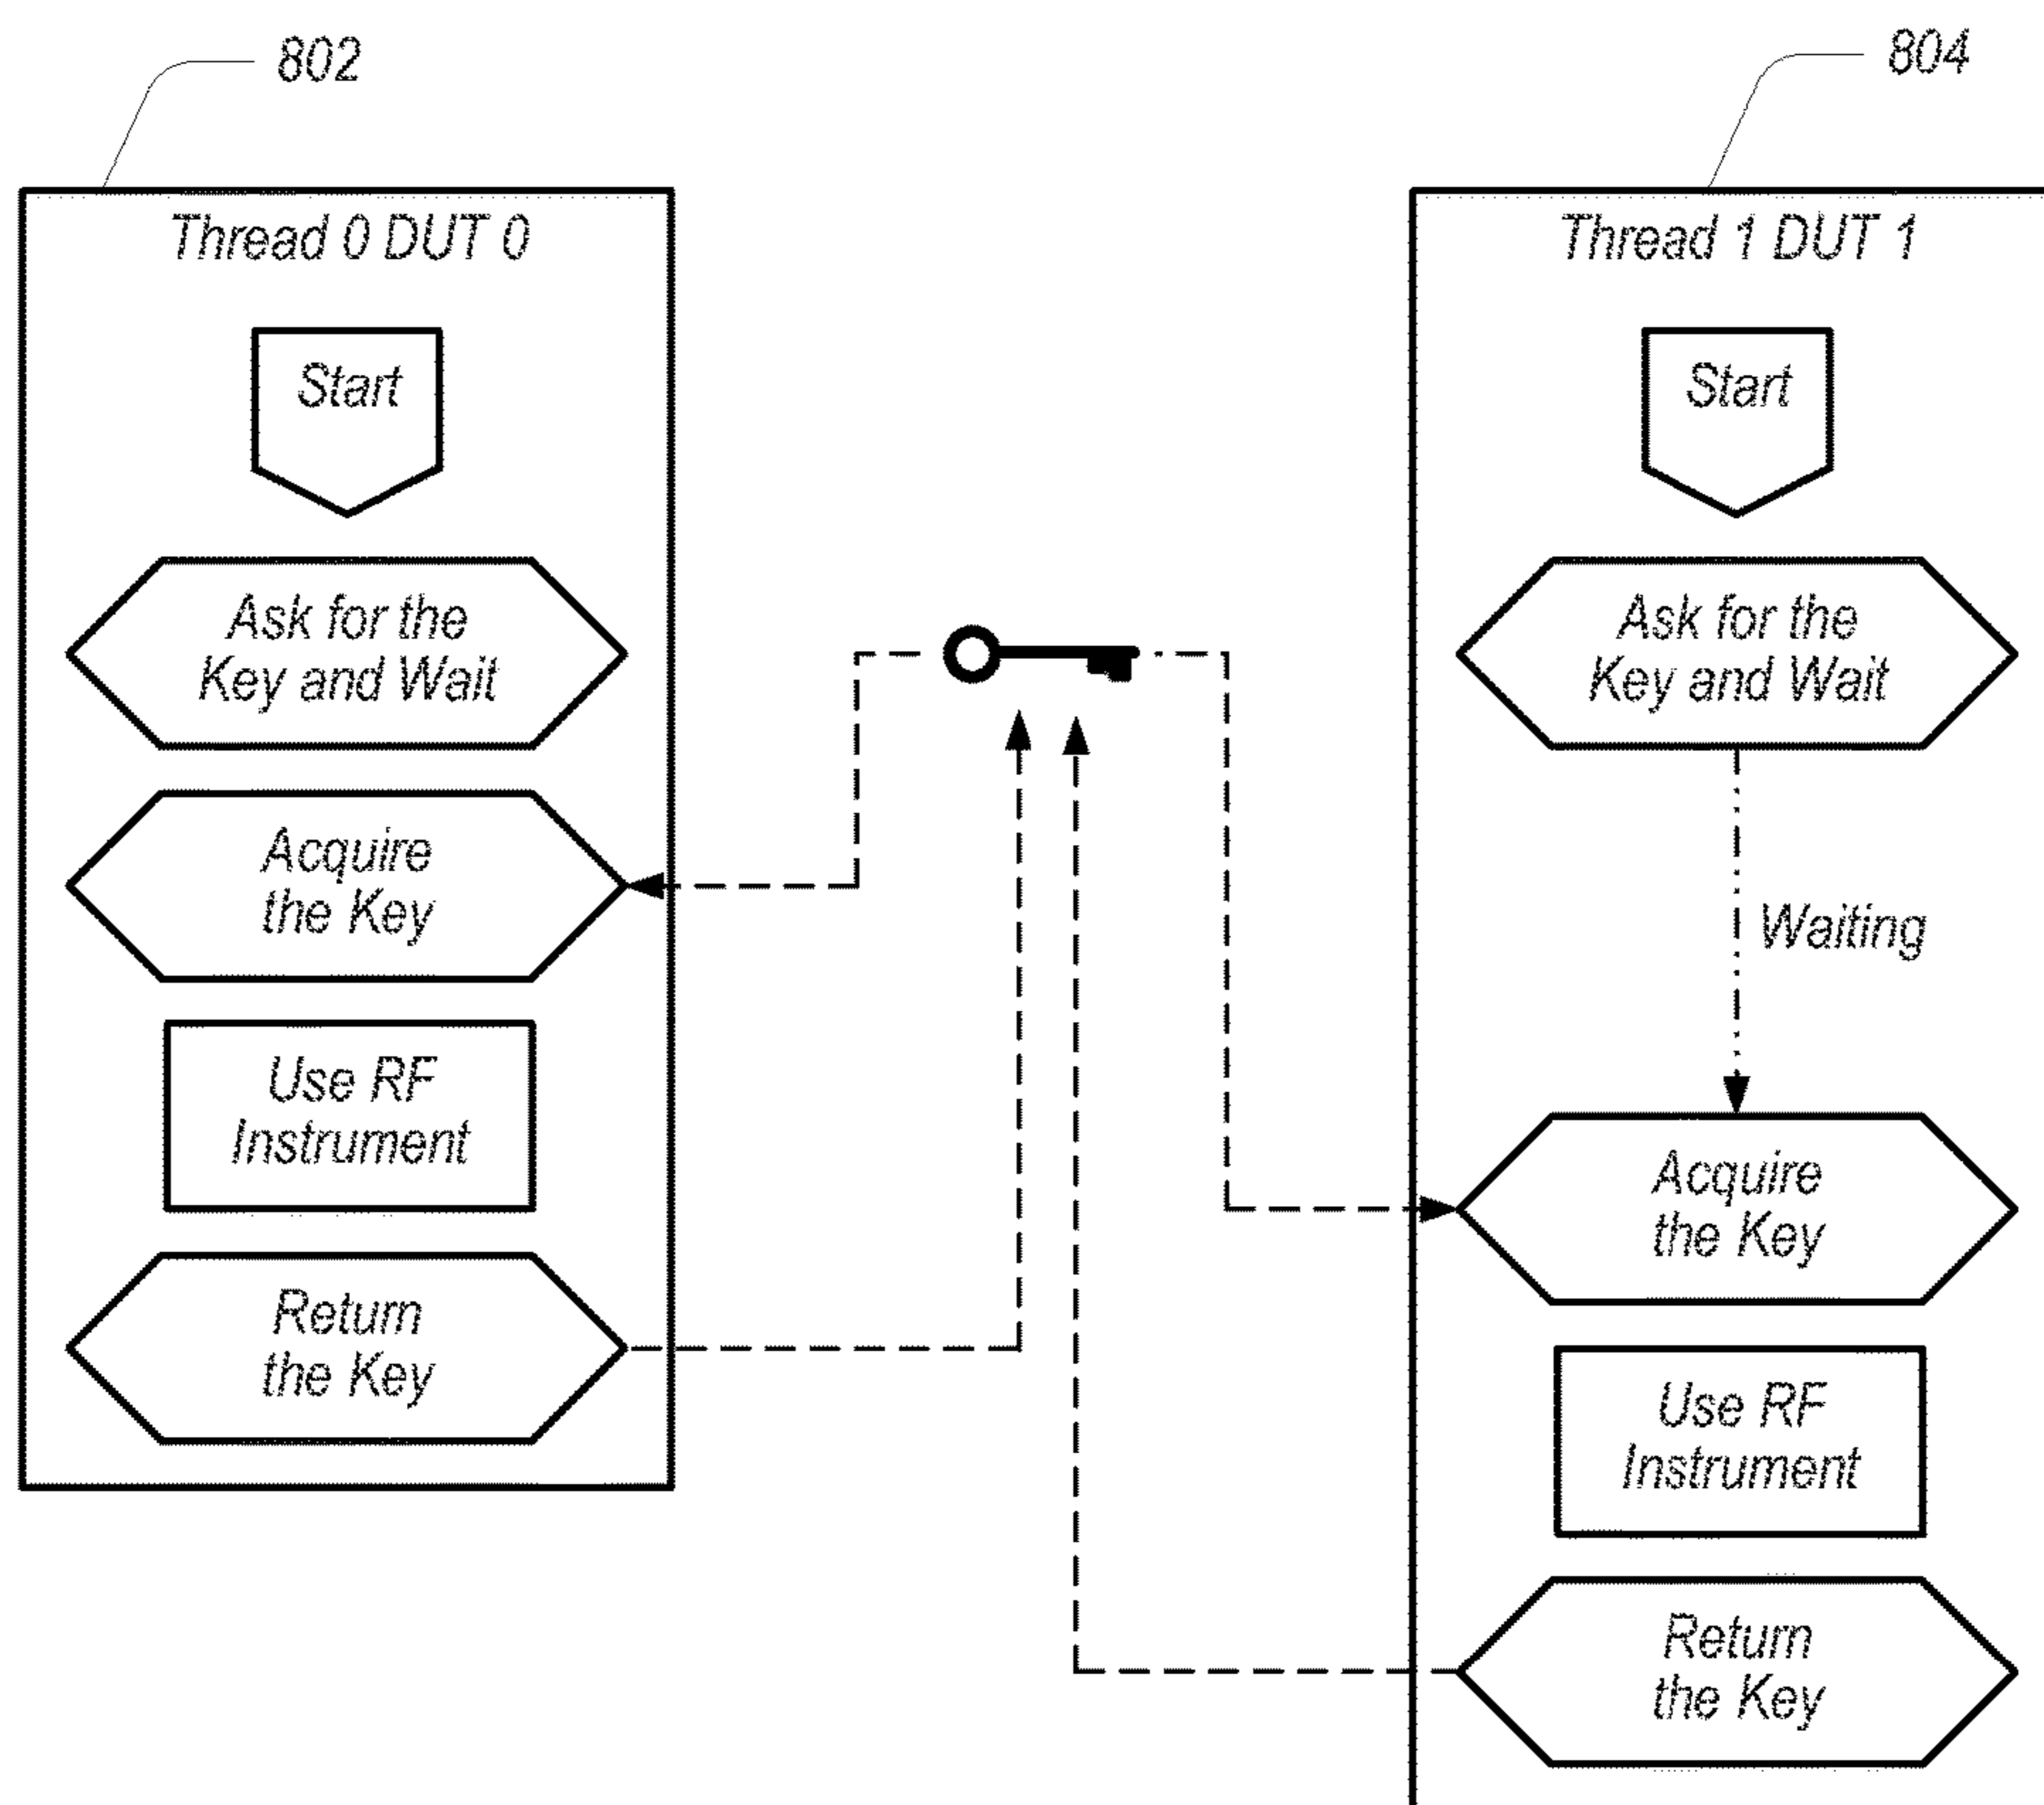 802
Thread 0 DUT 0
Start
Ask for the
Key and Wait
Acquire
the Key
Use RF
Instrument
Return
the Key
804
Thread 1 DUT 1
Start
Ask for the
Key and Wait
Waiting
Acquire
the Key
Use RF
Instrument
Return
the Key